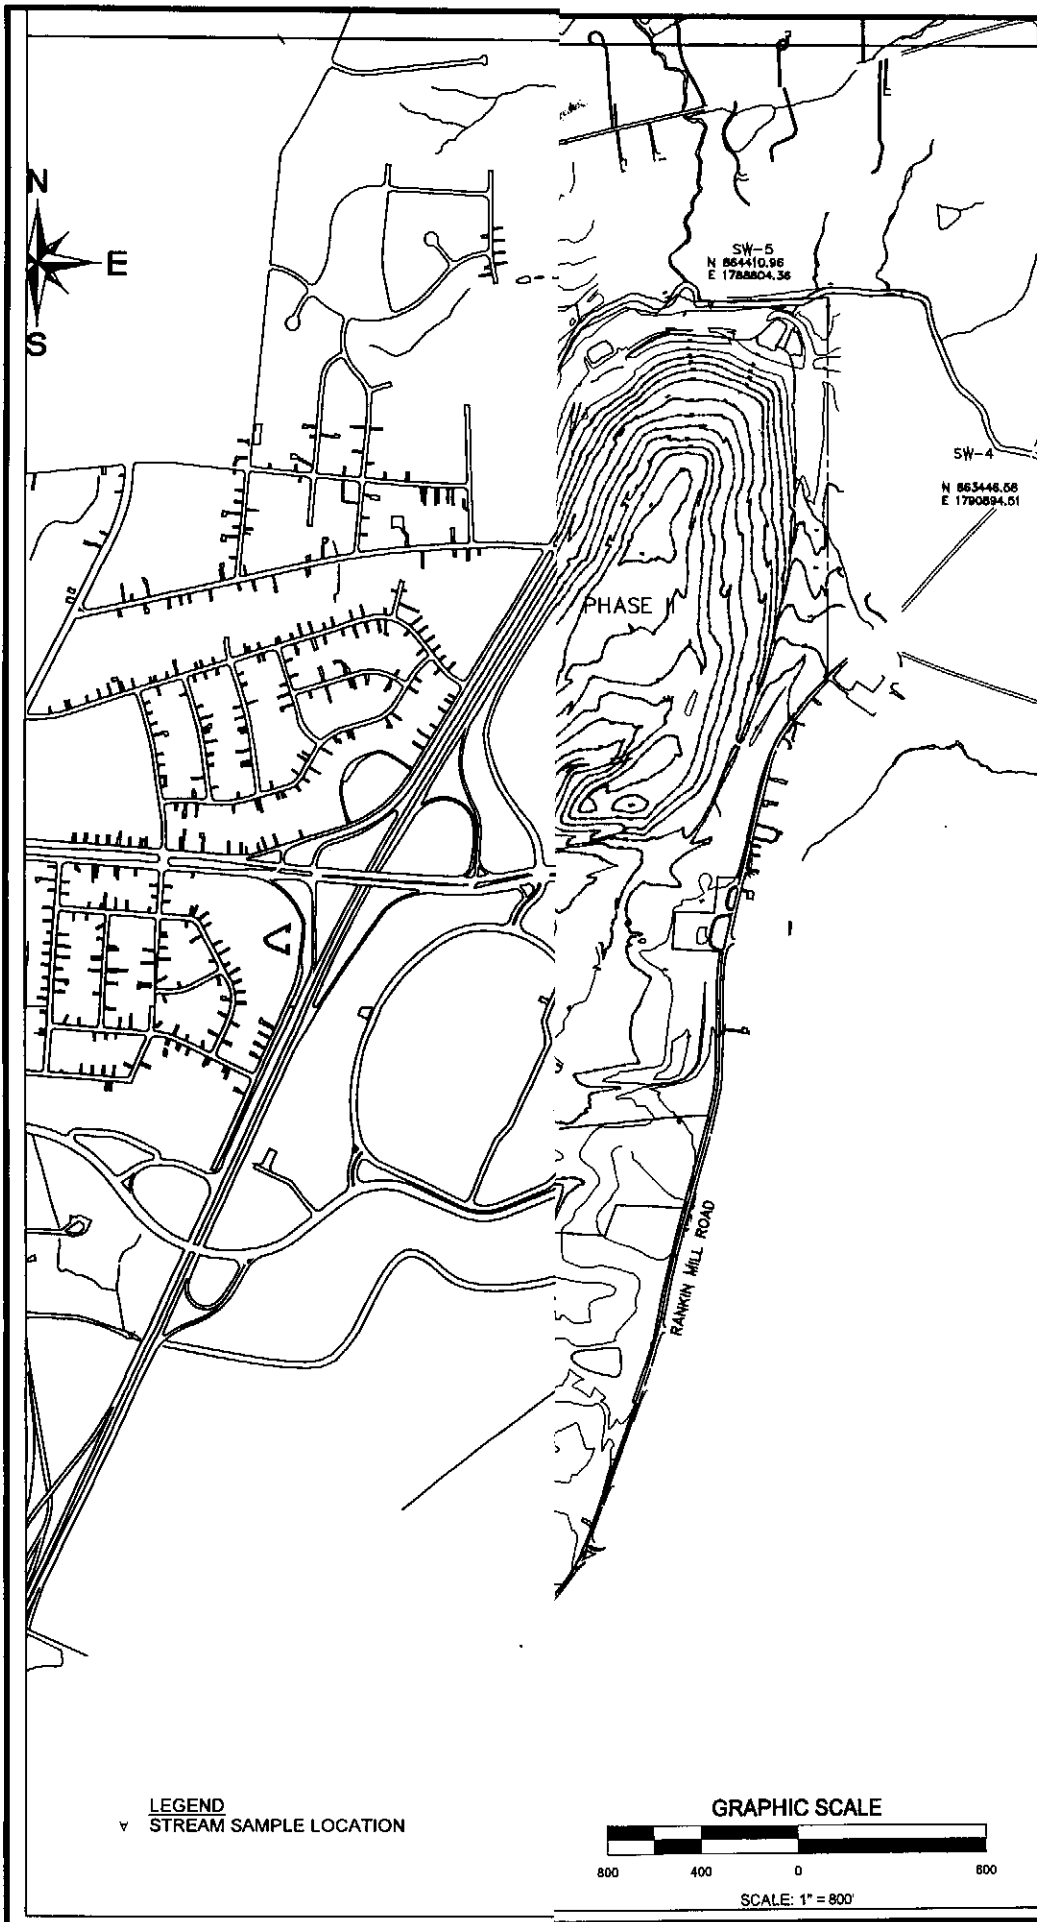 N
E
S
SW-5
N 864410.96
E 1788804.36
SW-4
N 863446.58
E 1790894.51
PHASE II
RANKIN MILL ROAD
LEGEND
STREAM SAMPLE LOCATION
GRAPHIC SCALE
800 400 0 800
SCALE: 1" = 800'